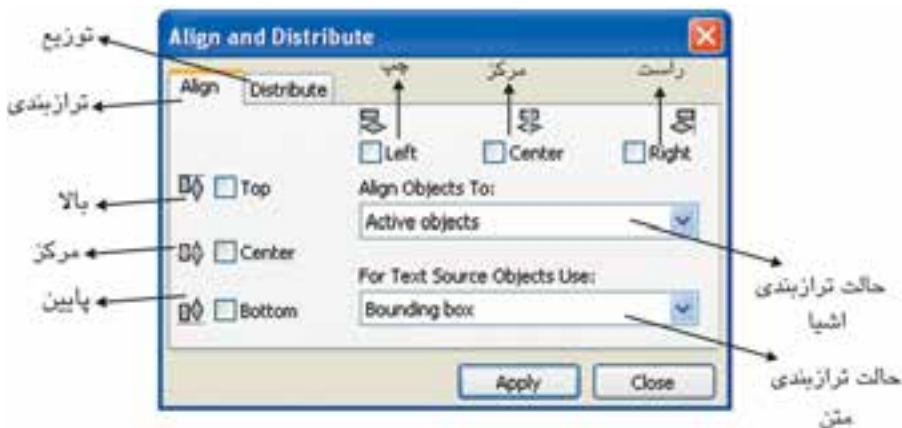 توزیع
Align and Distribute
ترازبندی
Align
Distribute
چپ
مرکز
راست
Left
Center
Right
بالا
Top
Align Objects To:
Active objects
مرکز
Center
For Text Source Objects Use:
حالت ترازبندی
اشیا
پایین
Bottom
Bounding box
Apply
Close
حالت ترازبندی
متن